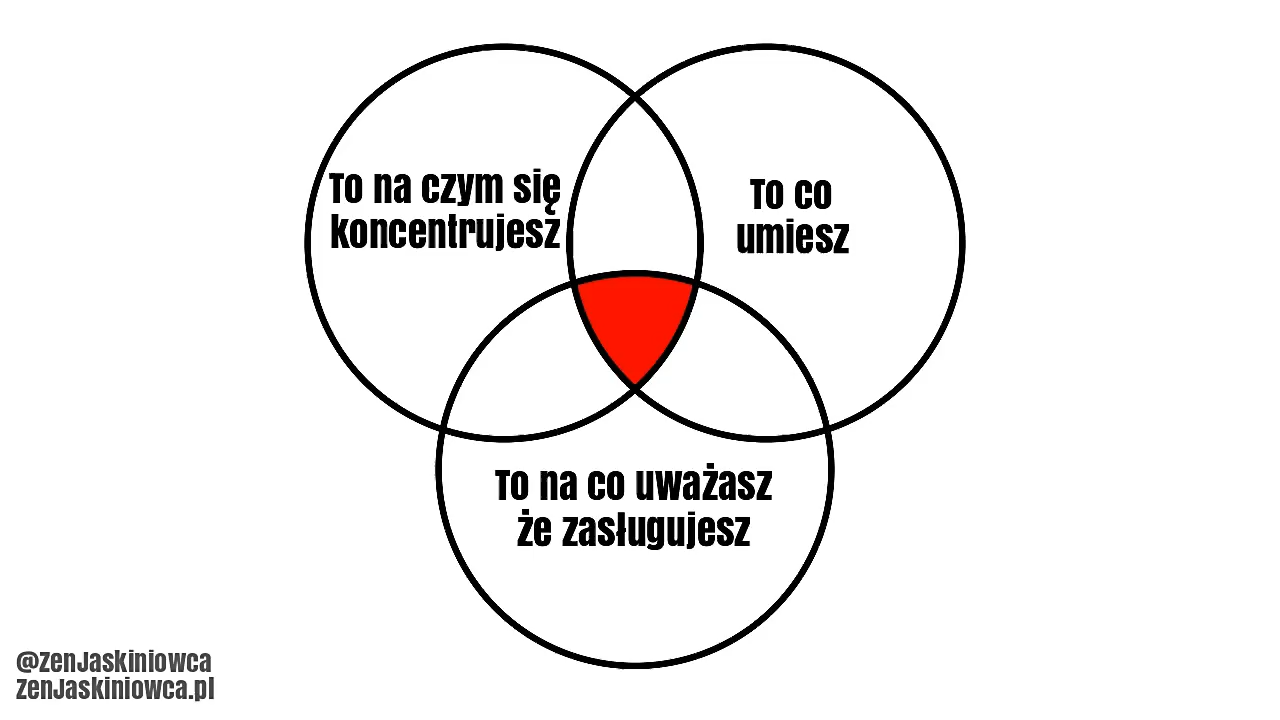 To na czym się
koncentrujesz
To co
umiesz
To na co uważasz
że zasługujesz
@ZenJaskiniowca
ZenJaskiniowca.pl